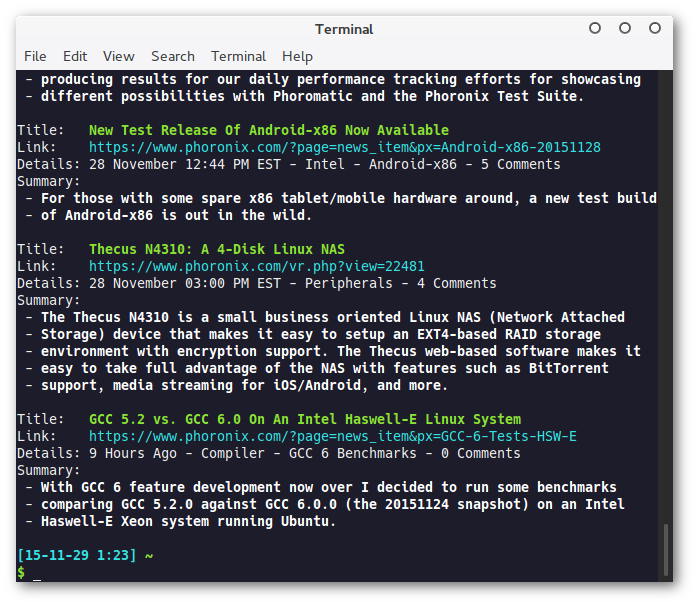 Terminal
File Edit View Search Terminal Help
- producing results for our daily performance tracking efforts for showcasing
- different possibilities with Phoromatic and the Phoronix Test Suite.
Title: New Test Release Of Android-x86 Now Available
Link: https://www.phoronix.com/?page=news_item&px=Android-x86-20151128
Details: 28 November 12:44 PM EST - Intel - Android-x86 - 5 Comments
Summary:
- For those with some spare x86 tablet/mobile hardware around, a new test build
- of Android-x86 is out in the wild.
Title: Thecus N4310: A 4-Disk Linux NAS
Link: https://www.phoronix.com/vr.php?view=22481
Details: 28 November 03:00 PM EST - Peripherals - 4 Comments
Summary:
- The Thecus N4310 is a small business oriented Linux NAS (Network Attached
- Storage) device that makes it easy to setup an EXT4-based RAID storage
- environment with encryption support. The Thecus web-based software makes it
- easy to take full advantage of the NAS with features such as BitTorrent
- support, media streaming for iOS/Android, and more.
Title: GCC 5.2 vs. GCC 6.0 On An Intel Haswell-E Linux System
Link: https://www.phoronix.com/?page=news_item&px=GCC-6-Tests-HSW-E
Details: 9 Hours Ago - Compiler - GCC 6 Benchmarks - 0 Comments
Summary:
- With GCC 6 feature development now over I decided to run some benchmarks
- comparing GCC 5.2.0 against GCC 6.0.0 (the 20151124 snapshot) on an Intel
- Haswell-E Xeon system running Ubuntu.
[15-11-29 1:23] ~
$ _